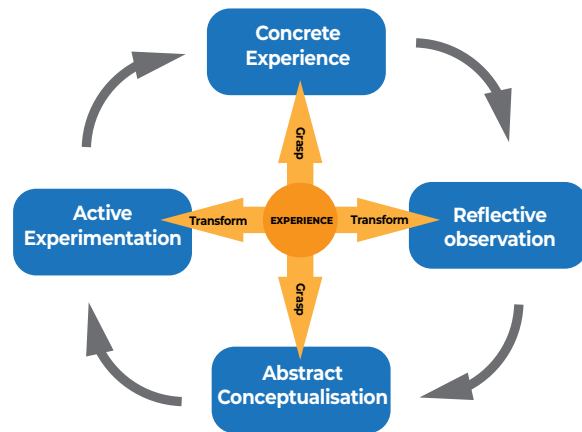 Concrete
Experience
Grasp
Active
Experimentation
Transform
EXPERIENCE
Transform
Reflective
observation
Grasp
Abstract
Conceptualisation